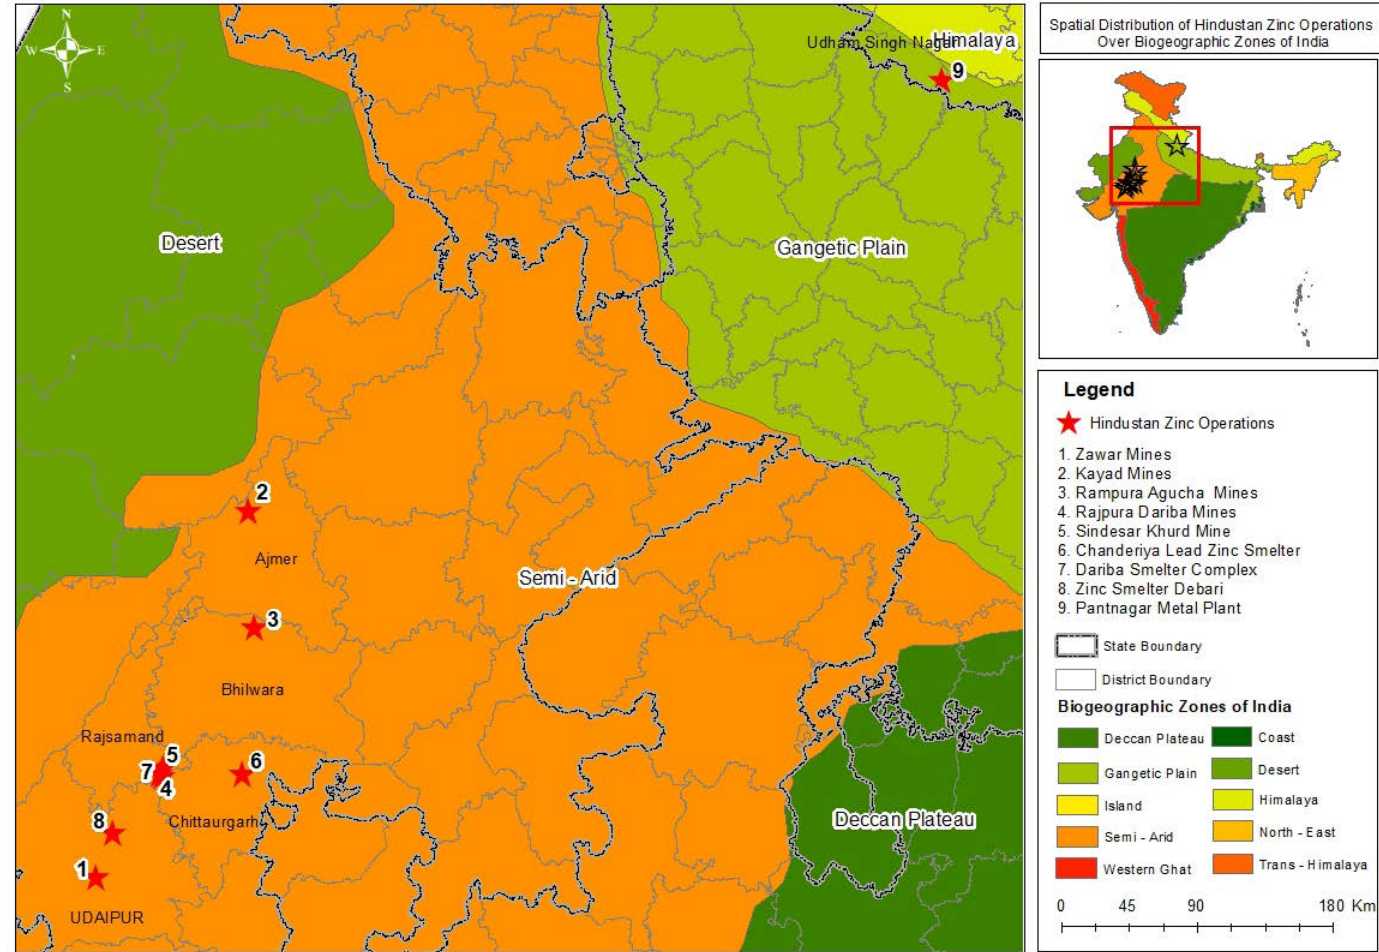 Spatial Distribution of Hindustan Zinc Operations
Over Biogeographic Zones of India
N
W
E
S
Udham Singh Nagar
Himalaya
9
Desert
Gangetic Plain
2
Ajmer
Semi - Arid
3
Bhilwara
Rajsamand
5
7
4
6
Chittaurgarh
8
Deccan Plateau
1
UDAIPUR
Legend
Hindustan Zinc Operations
1. Zawar Mines
2. Kayad Mines
3. Rampura Agucha Mines
4. Rajpura Dariba Mines
5. Sindesar Khurd Mine
6. Chanderiya Lead Zinc Smelter
7. Dariba Smelter Complex
8. Zinc Smelter Debari
9. Pantnagar Metal Plant
State Boundary
District Boundary
Biogeographic Zones of India
Deccan Plateau
Coast
Gangetic Plain
Desert
Island
Himalaya
Semi - Arid
North - East
Western Ghat
Trans - Himalaya
0 45 90 180 Km